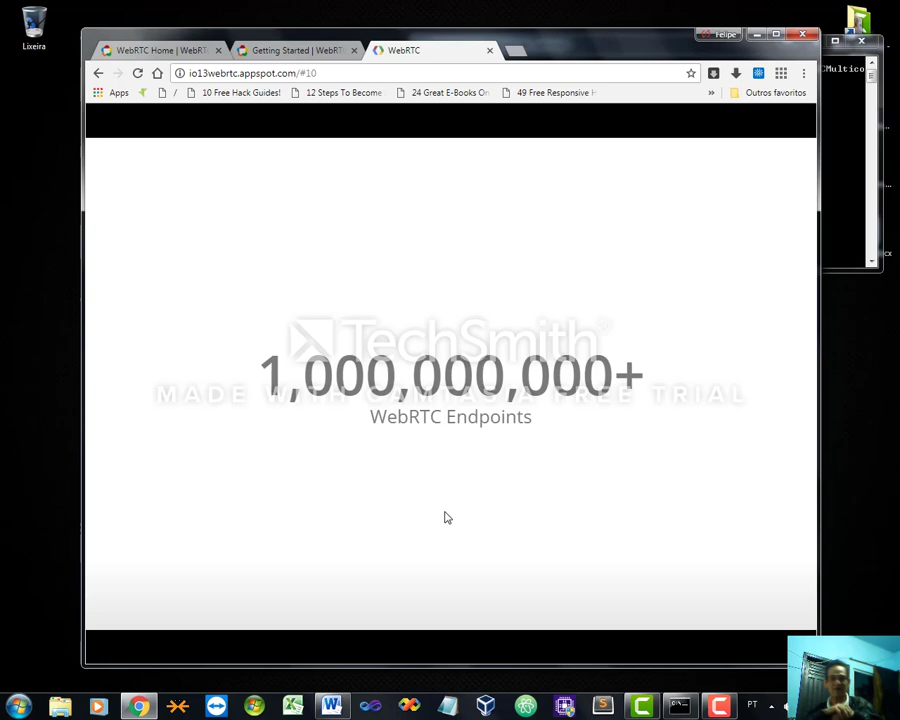 Lixeira
WebRTC Home | WebRT
Getting Started | WebRT
WebRTC
Felipe
io13webrtc.appspot.com/#10
Apps
/
10 Free Hack Guides!
12 Steps To Become
24 Great E-Books On
49 Free Responsive H
»
Outros favoritos
CMultico
cx
TechSmith®
1,000,000,000+
MADE WITH CAMTASIA FREE TRIAL
WebRTC Endpoints
PT